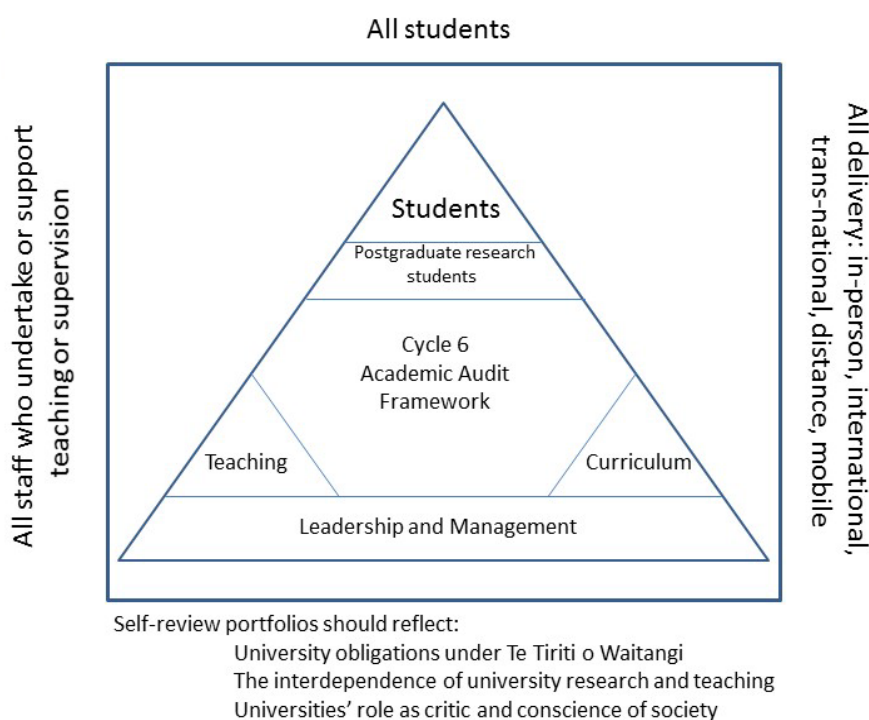 All students
All staff who undertake or support
teaching or supervision
Students
Postgraduate research
students
Cycle 6
Academic Audit
Framework
Teaching
Curriculum
Leadership and Management
All delivery: in-person, international,
trans-national, distance, mobile
Self-review portfolios should reflect:
University obligations under Te Tiriti o Waitangi
The interdependence of university research and teaching
Universities' role as critic and conscience of society